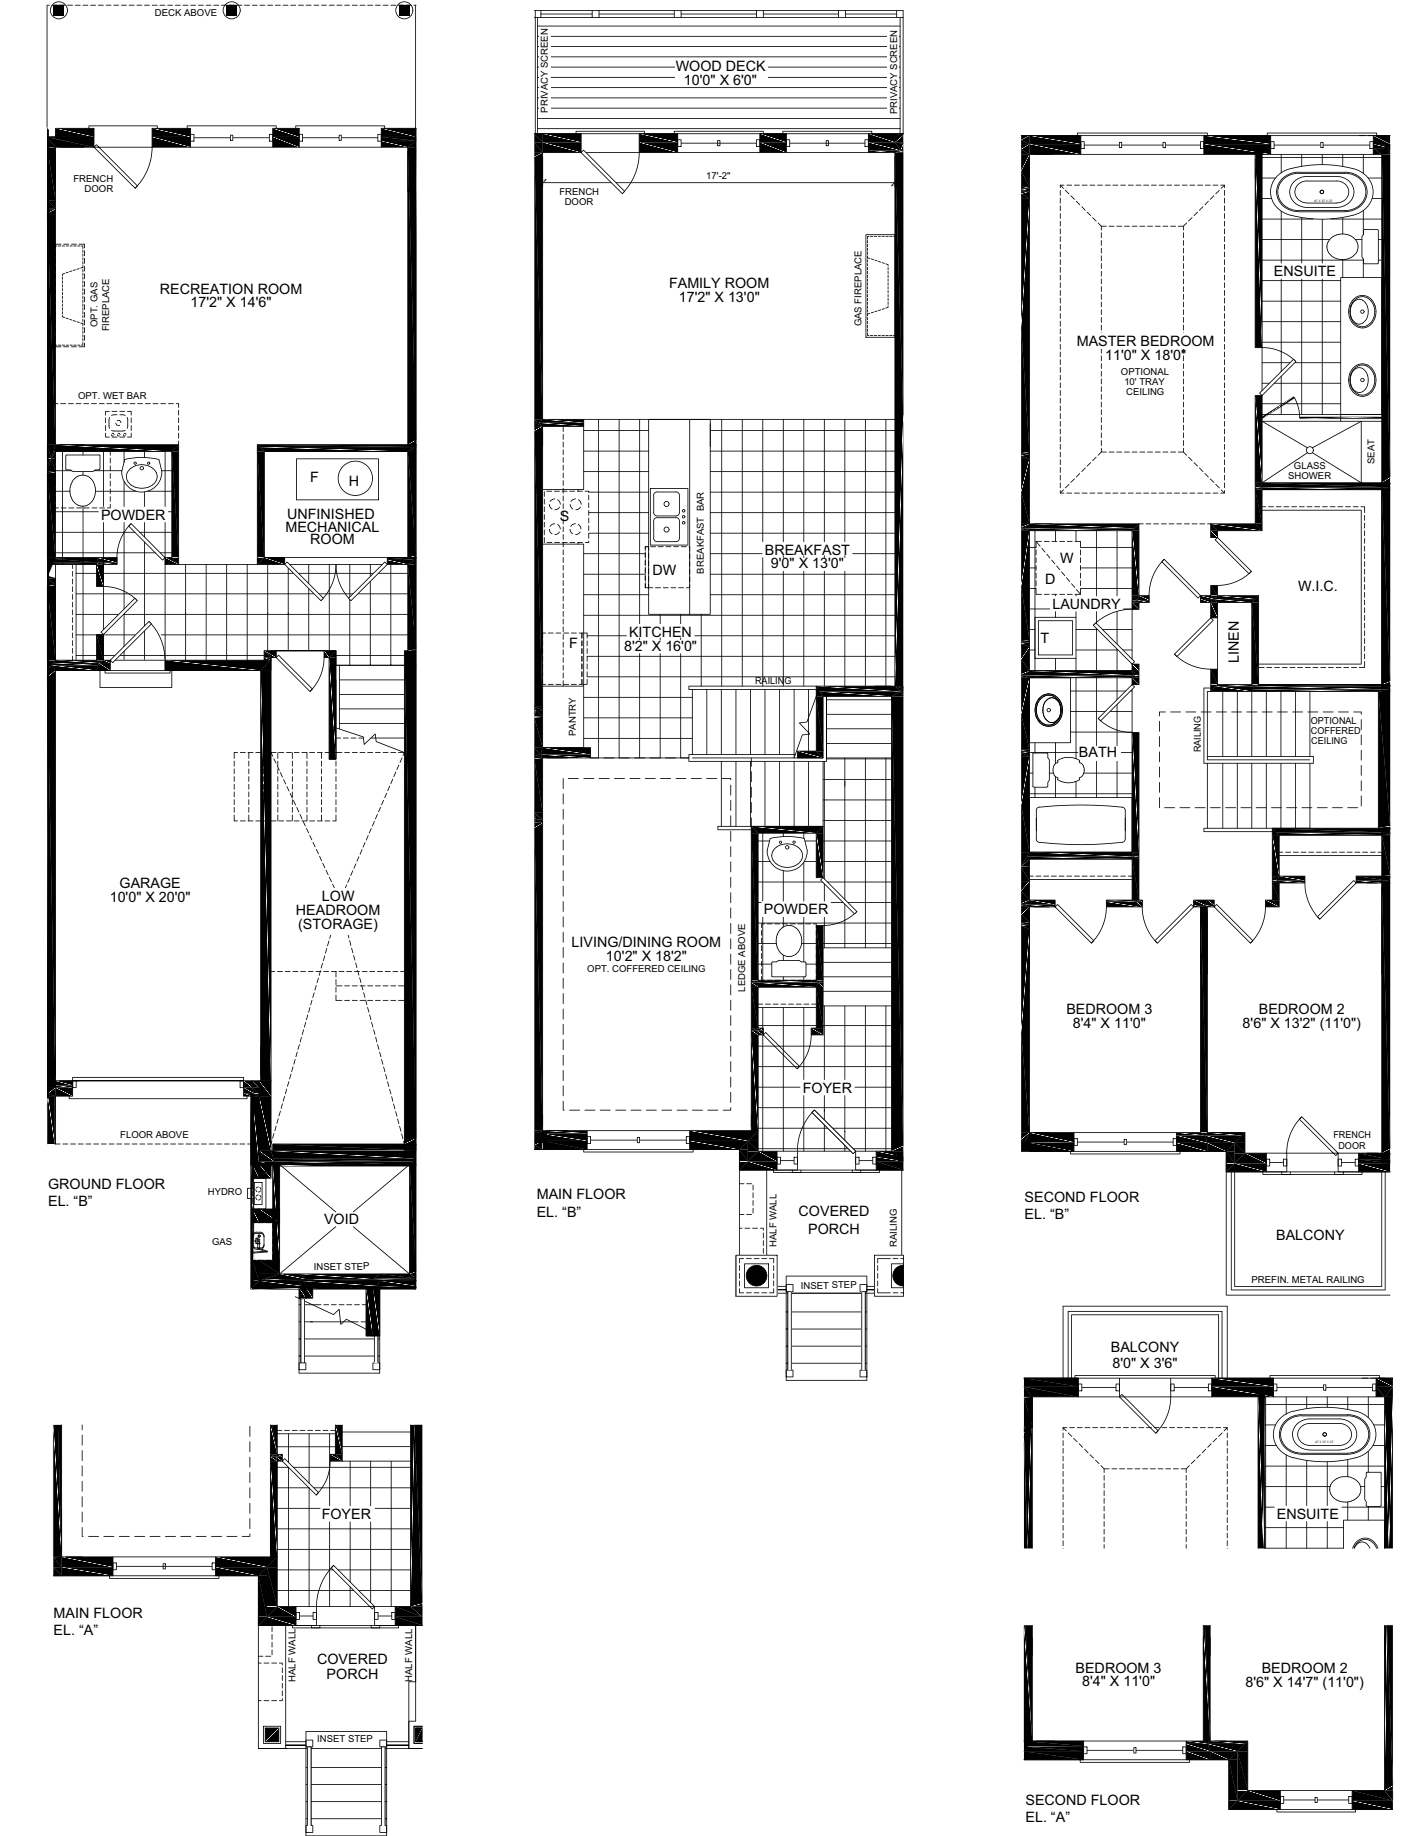 DECK ABOVE
FRENCH
DOOR
OPT. GAS
FIREPLACE
RECREATION ROOM
17'2" X 14'6"
OPT. WET BAR
POWDER
F
H
UNFINISHED
MECHANICAL
ROOM
GARAGE
10'0" X 20'0"
LOW
HEADROOM
(STORAGE)
FLOOR ABOVE
GROUND FLOOR
EL. “B”
HYDRO
GAS
VOID
INSET STEP
PRIVACY SCREEN
WOOD DECK
10'0" X 6'0"
PRIVACY SCREEN
17'-2"
FRENCH
DOOR
FAMILY ROOM
17'2" X 13'0"
GAS FIREPLACE
S
BREAKFAST BAR
DW
BREAKFAST
9'0" X 13'0"
KITCHEN
8'2" X 16'0"
F
PANTRY
RAILING
POWDER
LIVING/DINING ROOM
10'2" X 18'2"
OPT. COFFERED CEILING
LEDGE ABOVE
FOYER
MAIN FLOOR
EL. “B”
HALF WALL
COVERED
PORCH
RAILING
INSET STEP
ENSUITE
MASTER BEDROOM
11'0" X 18'0"
OPTIONAL
10' TRAY
CEILING
GLASS
SHOWER
SEAT
W
D
LAUNDRY
T
W.I.C.
LINEN
BATH
RAILING
OPTIONAL
COFFERED
CEILING
BEDROOM 3
8'4" X 11'0"
BEDROOM 2
8'6" X 13'2" (11'0")
FRENCH
DOOR
SECOND FLOOR
EL. “B”
BALCONY
PREFIN. METAL RAILING
BALCONY
8'0" X 3'6"
ENSUITE
FOYER
MAIN FLOOR
EL. “A”
HALF WALL
COVERED
PORCH
HALF WALL
INSET STEP
BEDROOM 3
8'4" X 11'0"
BEDROOM 2
8'6" X 14'7" (11'0")
SECOND FLOOR
EL. “A”